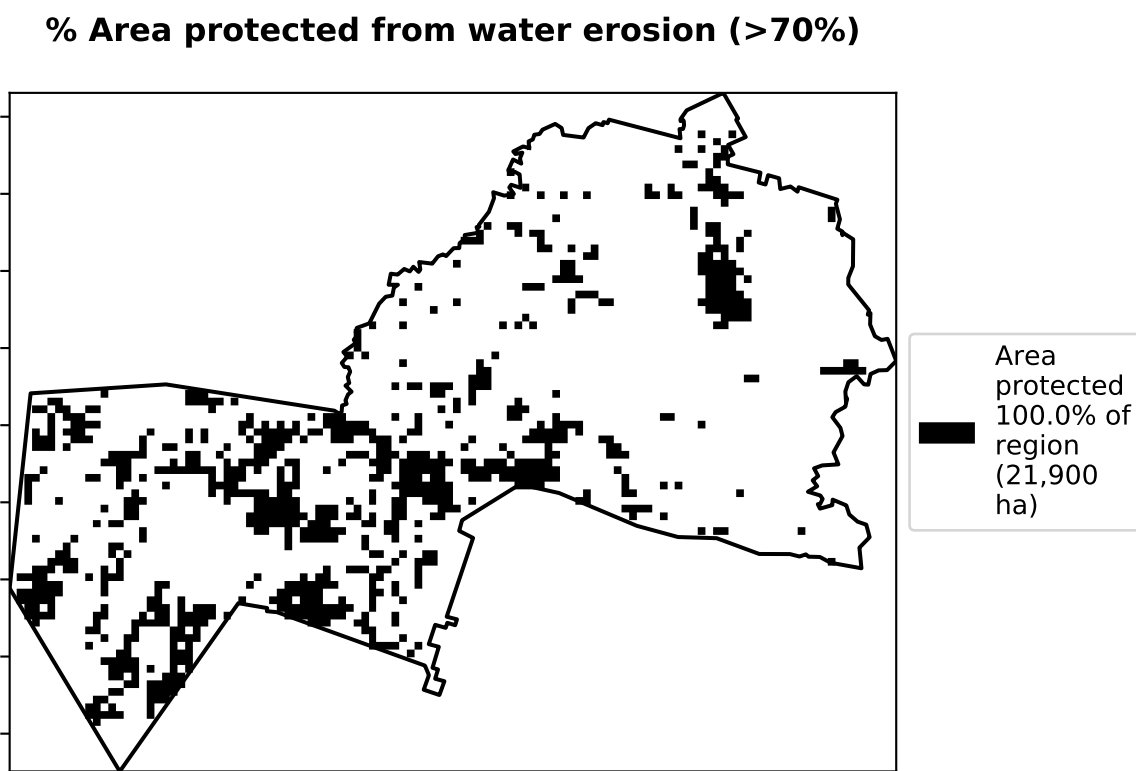 % Area protected from water erosion (>70%)
Area
protected
100.0% of
region
(21,900
ha)